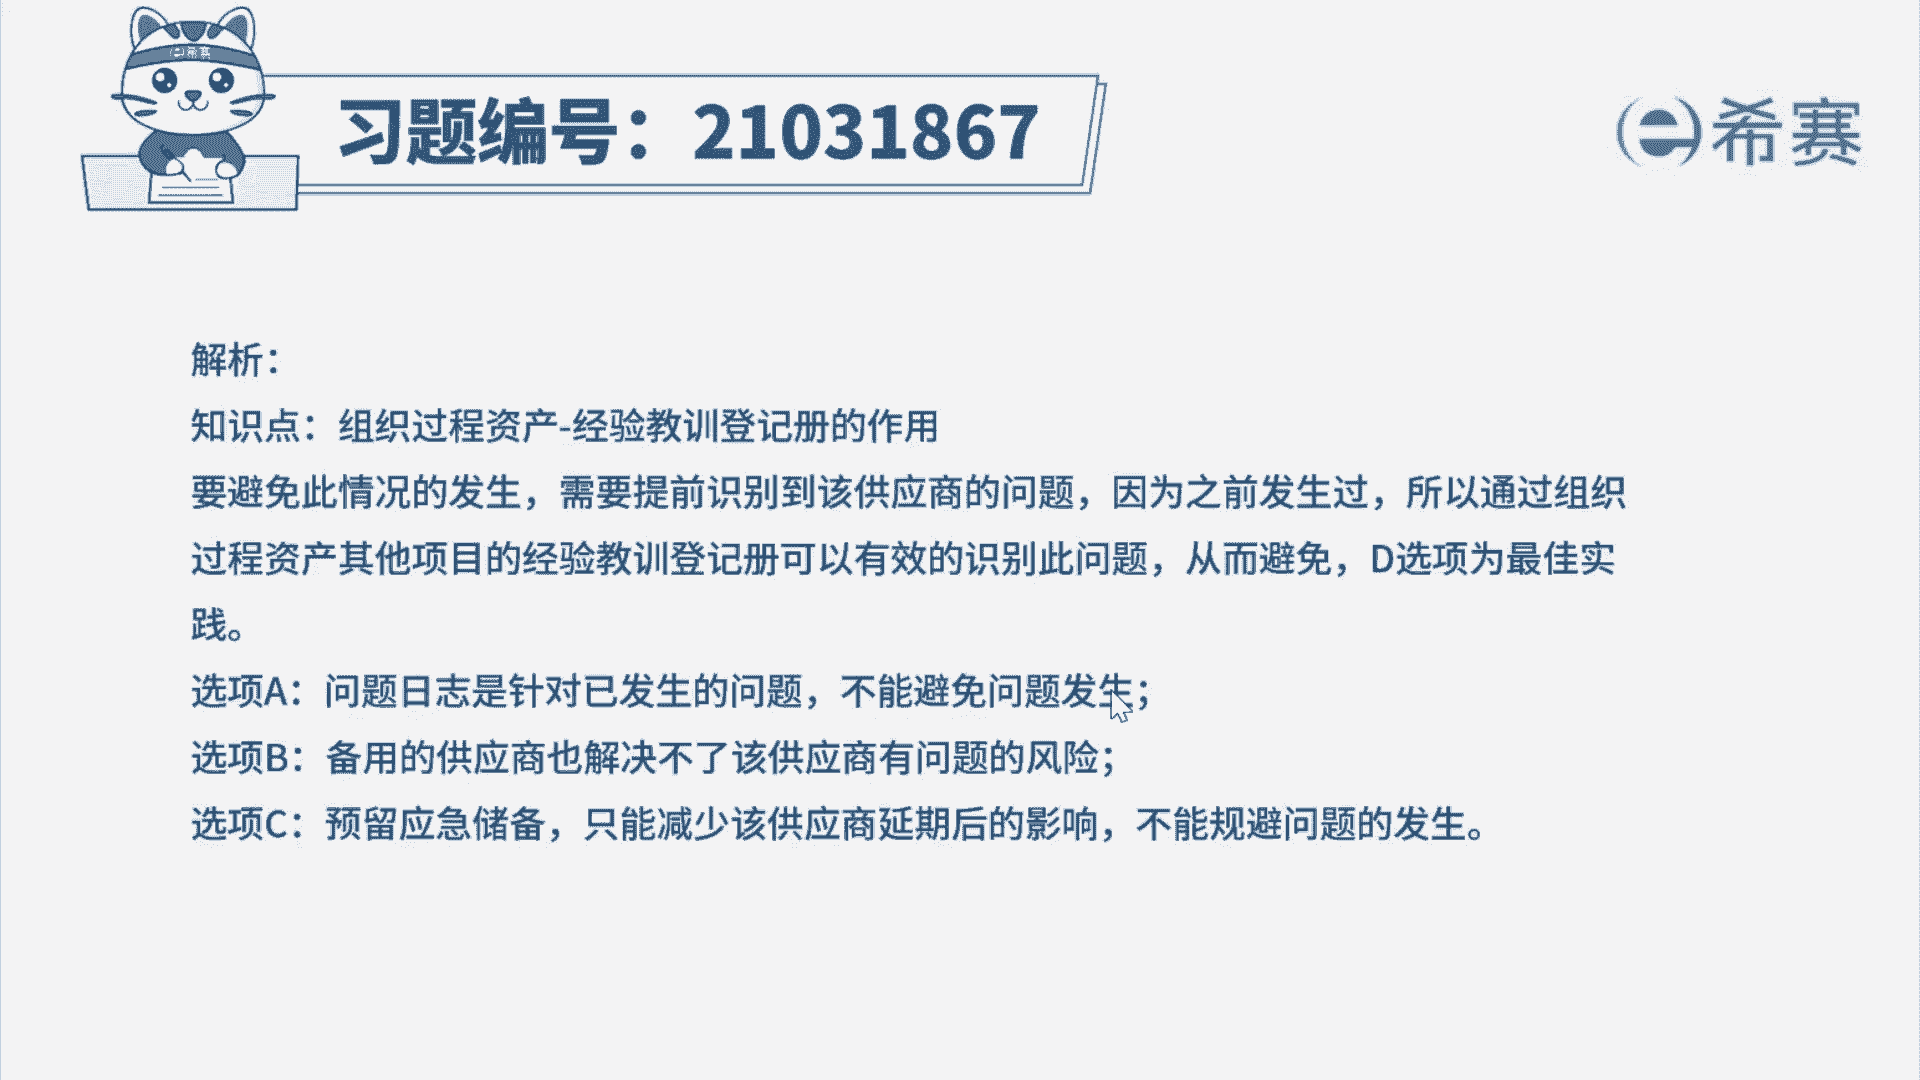 希赛
习题编号：21031867
希赛
解析：
知识点：组织过程资产-经验教训登记册的作用
要避免此情况的发生，需要提前识别到该供应商的问题，因为之前发生过，所以通过组织
过程资产其他项目的经验教训登记册可以有效的识别此问题，从而避免，D选项为最佳实
践。
选项A：问题日志是针对已发生的问题，不能避免问题发生；
选项B：备用的供应商也解决不了该供应商有问题的风险；
选项C：预留应急储备，只能减少该供应商延期后的影响，不能规避问题的发生。